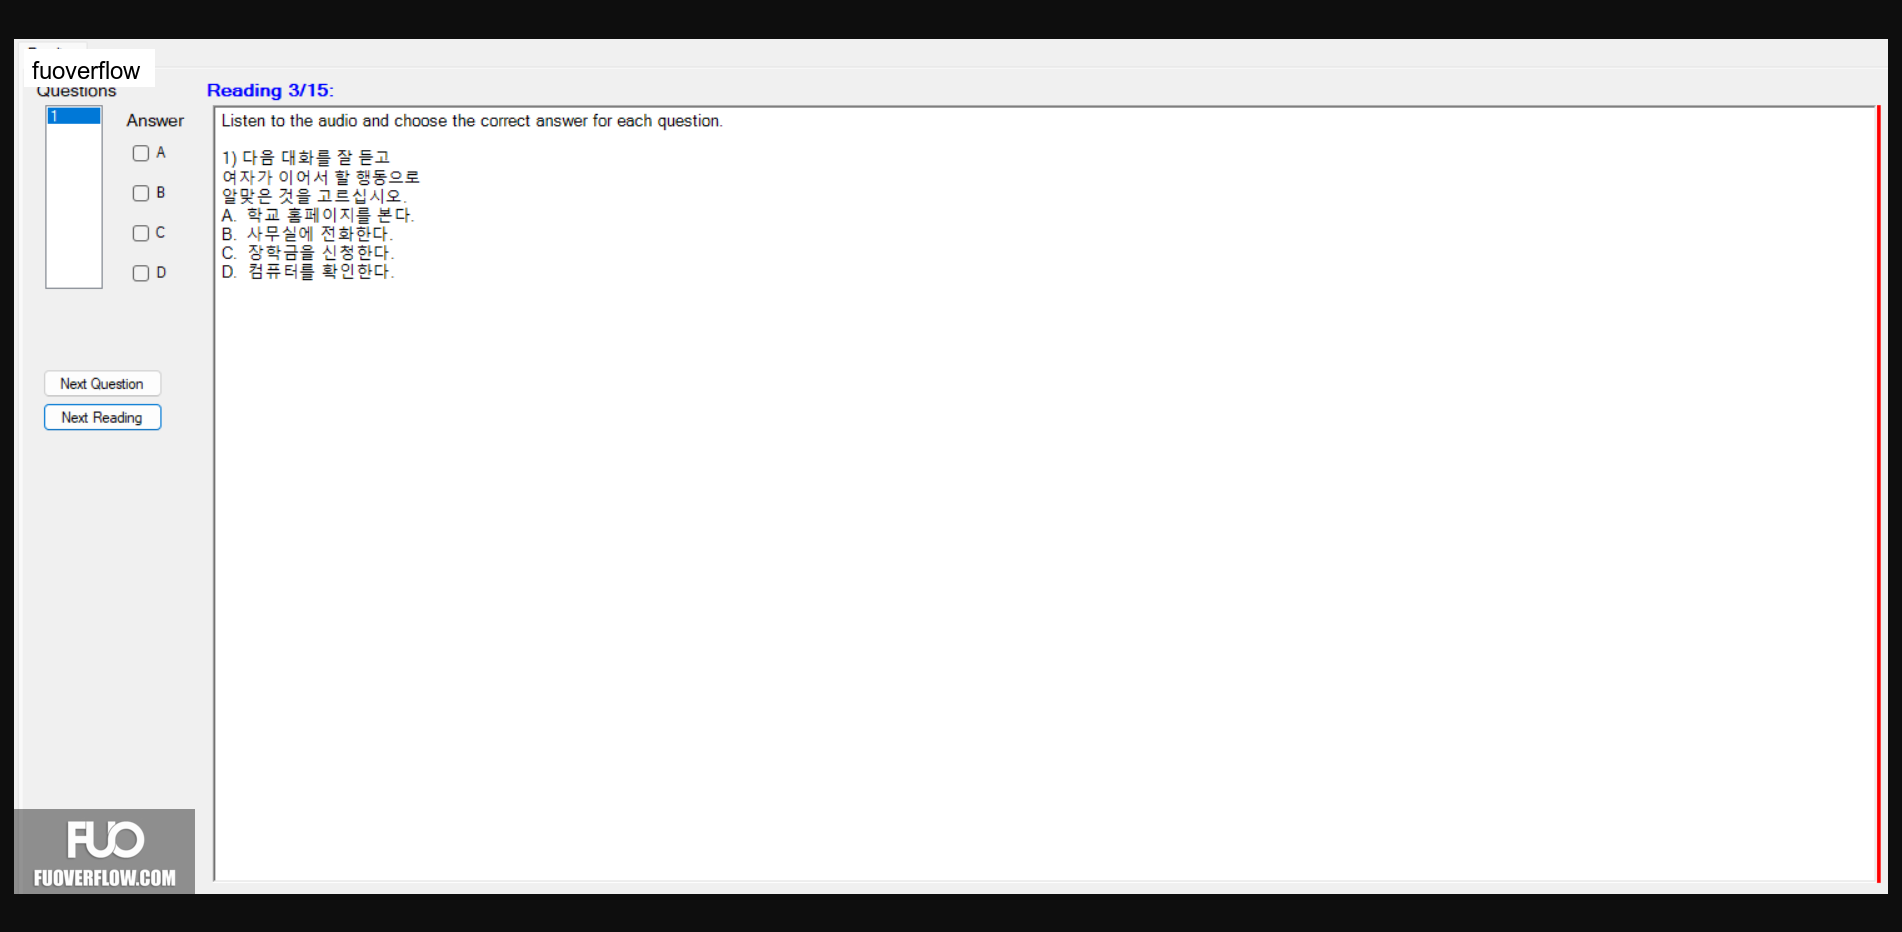 fuoverflow
Questions
Reading 3/15:
1
Answer
A
B
C
D
Listen to the audio and choose the correct answer for each question.
1) 다음 대화를 잘 듣고
여자가 이어서 할 행동으로
알맞은 것을 고르십시오.
A. 학교 홈페이지를 본다.
B. 사무실에 전화한다.
C. 장학금을 신청한다.
D. 컴퓨터를 확인한다.
Next Question
Next Reading
FUO
FUOVERFLOW.COM